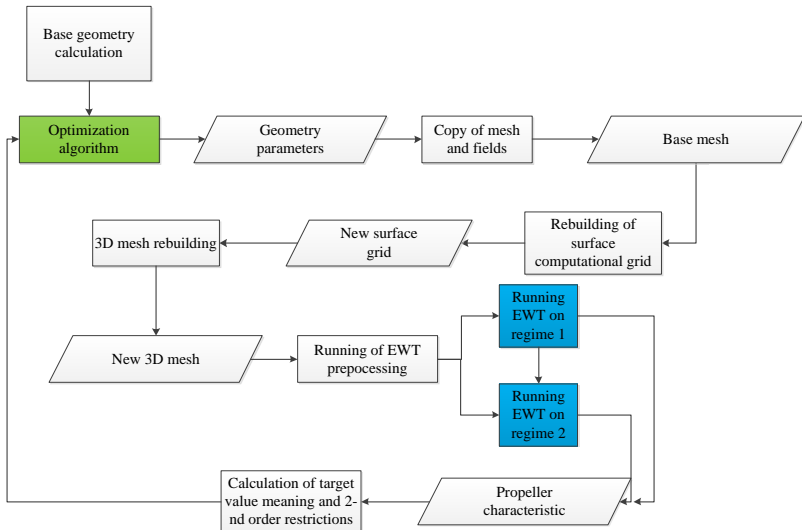 Base geometry
calculation
Optimization
algorithm
Geometry
parameters
Copy of mesh
and fields
Base mesh
3D mesh rebuilding
New surface
grid
Rebuilding of
surface
computational grid
New 3D mesh
Running of EWT
prepocessing
Running
EWT on
regime 1
Running
EWT on
regime 2
Calculation of target
value meaning and 2-
nd order restrictions
Propeller
characteristic